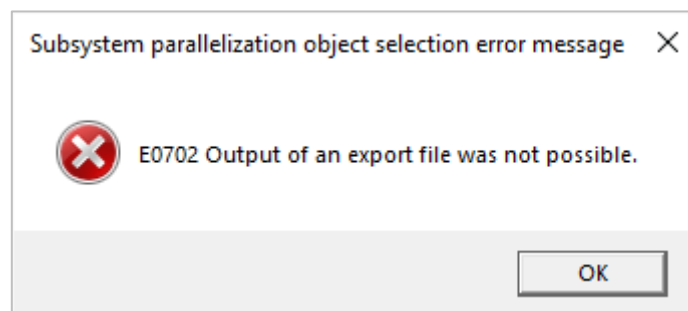 Subsystem parallelization object selection error message
E0702 Output of an export file was not possible.
OK